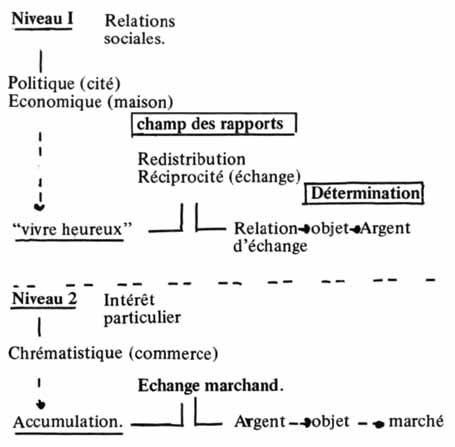 Niveau I Relations
sociales.
Politique (cité)
Economique (maison)
champ des rapports
Redistribution
Réciprocité (échange)
Détermination
“vivre heureux” Relation objet Argent
d’échange
Niveau 2 Intérêt
particulier
Chrématistique (commerce)
Echange marchand.
Accumulation. Argent objet marché